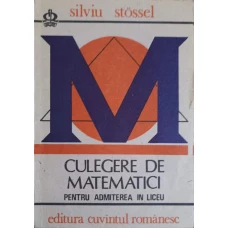 silviu stössel
M
CULEGERE DE
MATEMATICI
PENTRU ADMITEREA IN LICEU
editura cuvîntul românesc